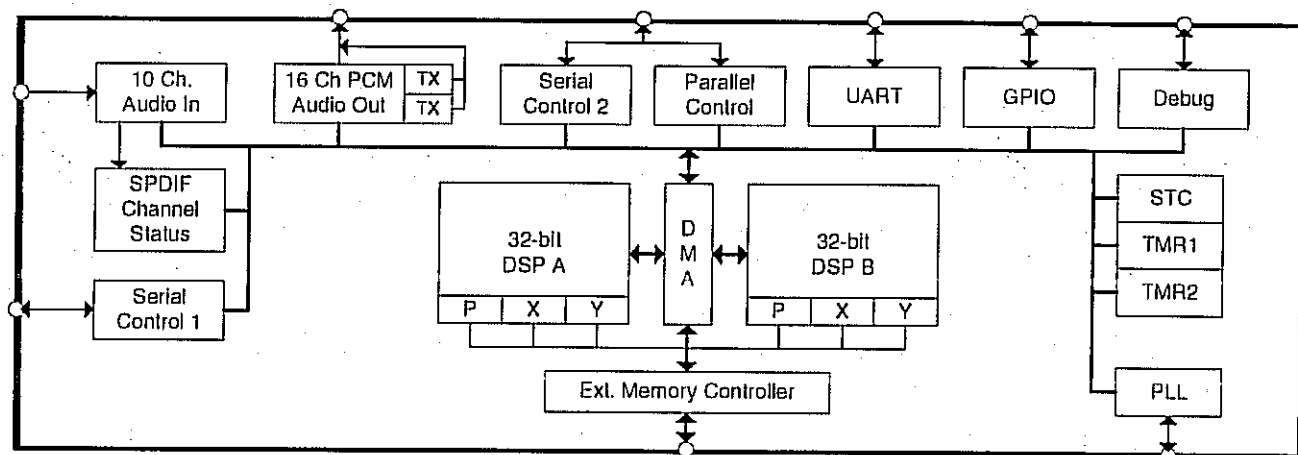 10 Ch.
Audio In
16 Ch PCM
Audio Out
TX
TX
Serial
Control 2
Parallel
Control
UART
GPIO
Debug
SPDIF
Channel
Status
Serial
Control 1
32-bit
DSP A
P X Y
D
M
A
32-bit
DSP B
P X Y
STC
TMR1
TMR2
Ext. Memory Controller
PLL